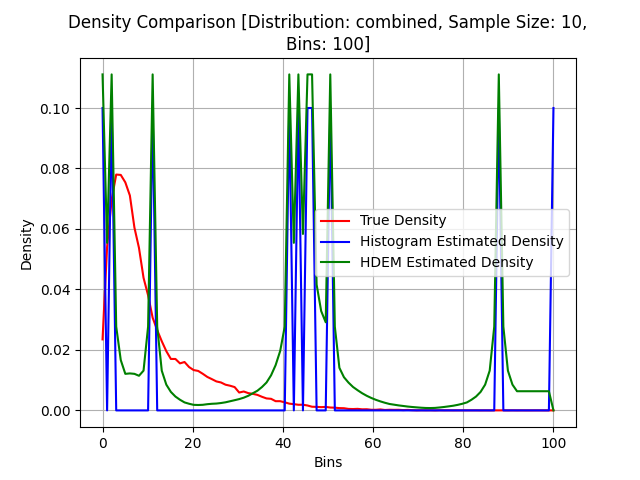 Density Comparison [Distribution: combined, Sample Size: 10,
Bins: 100]
0.10
0.08
0.06
0.04
0.02
0.00
Density
True Density
Histogram Estimated Density
HDEM Estimated Density
0 20 40 60 80 100
Bins